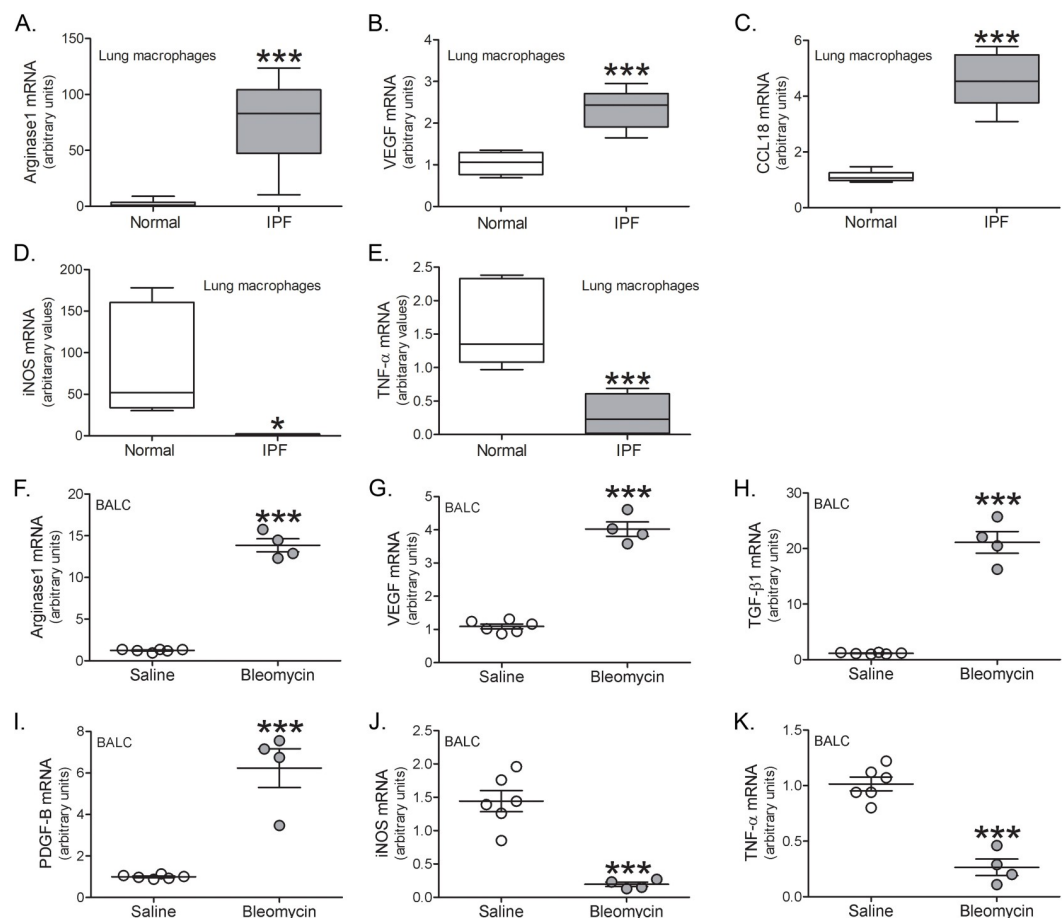 A.
Arginase1 mRNA
(arbitrary units)
150
100
50
0
Lung macrophages
***
Normal
IPF
B.
VEGF mRNA
(arbitrary units)
4
3
2
1
0
Lung macrophages
***
Normal
IPF
C.
CCL18 mRNA
(arbitrary units)
6
4
2
0
Lung macrophages
***
Normal
IPF
D.
iNOS mRNA
(arbitrary values)
200
150
100
50
0
Lung macrophages
*
Normal
IPF
E.
TNF-α mRNA
(arbitarary values)
2.5
2.0
1.5
1.0
0.5
0.0
Lung macrophages
***
Normal
IPF
F.
Arginase1 mRNA
(arbitrary units)
20
15
10
5
0
BALC
***
Saline
Bleomycin
G.
VEGF mRNA
(arbitrary units)
5
4
3
2
1
0
BALC
***
Saline
Bleomycin
H.
TGF-β1 mRNA
(arbitrary units)
30
20
10
0
BALC
***
Saline
Bleomycin
I.
PDGF-B mRNA
(arbitrary units)
8
6
4
2
0
BALC
***
Saline
Bleomycin
J.
iNOS mRNA
(arbitrary units)
2.5
2.0
1.5
1.0
0.5
0.0
BALC
***
Saline
Bleomycin
K.
TNF-α mRNA
(arbitrary units)
1.5
1.0
0.5
0.0
BALC
***
Saline
Bleomycin